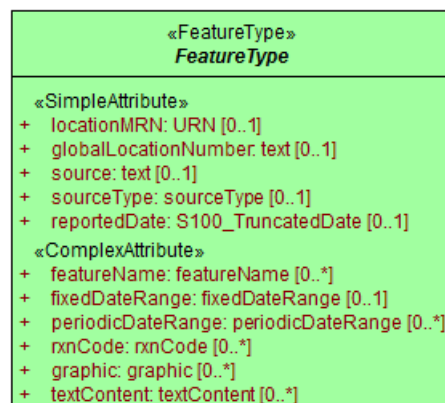 «FeatureType»
FeatureType
«SimpleAttribute»
+ locationMRN: URN [0..1]
+ globalLocationNumber: text [0..1]
+ source: text [0..1]
+ sourceType: sourceType [0..1]
+ reportedDate: S100_TruncatedDate [0..1]
«ComplexAttribute»
+ featureName: featureName [0..*]
+ fixedDateRange: fixedDateRange [0..1]
+ periodicDateRange: periodicDateRange [0..*]
+ rxnCode: rxnCode [0..*]
+ graphic: graphic [0..*]
+ textContent: textContent [0..*]